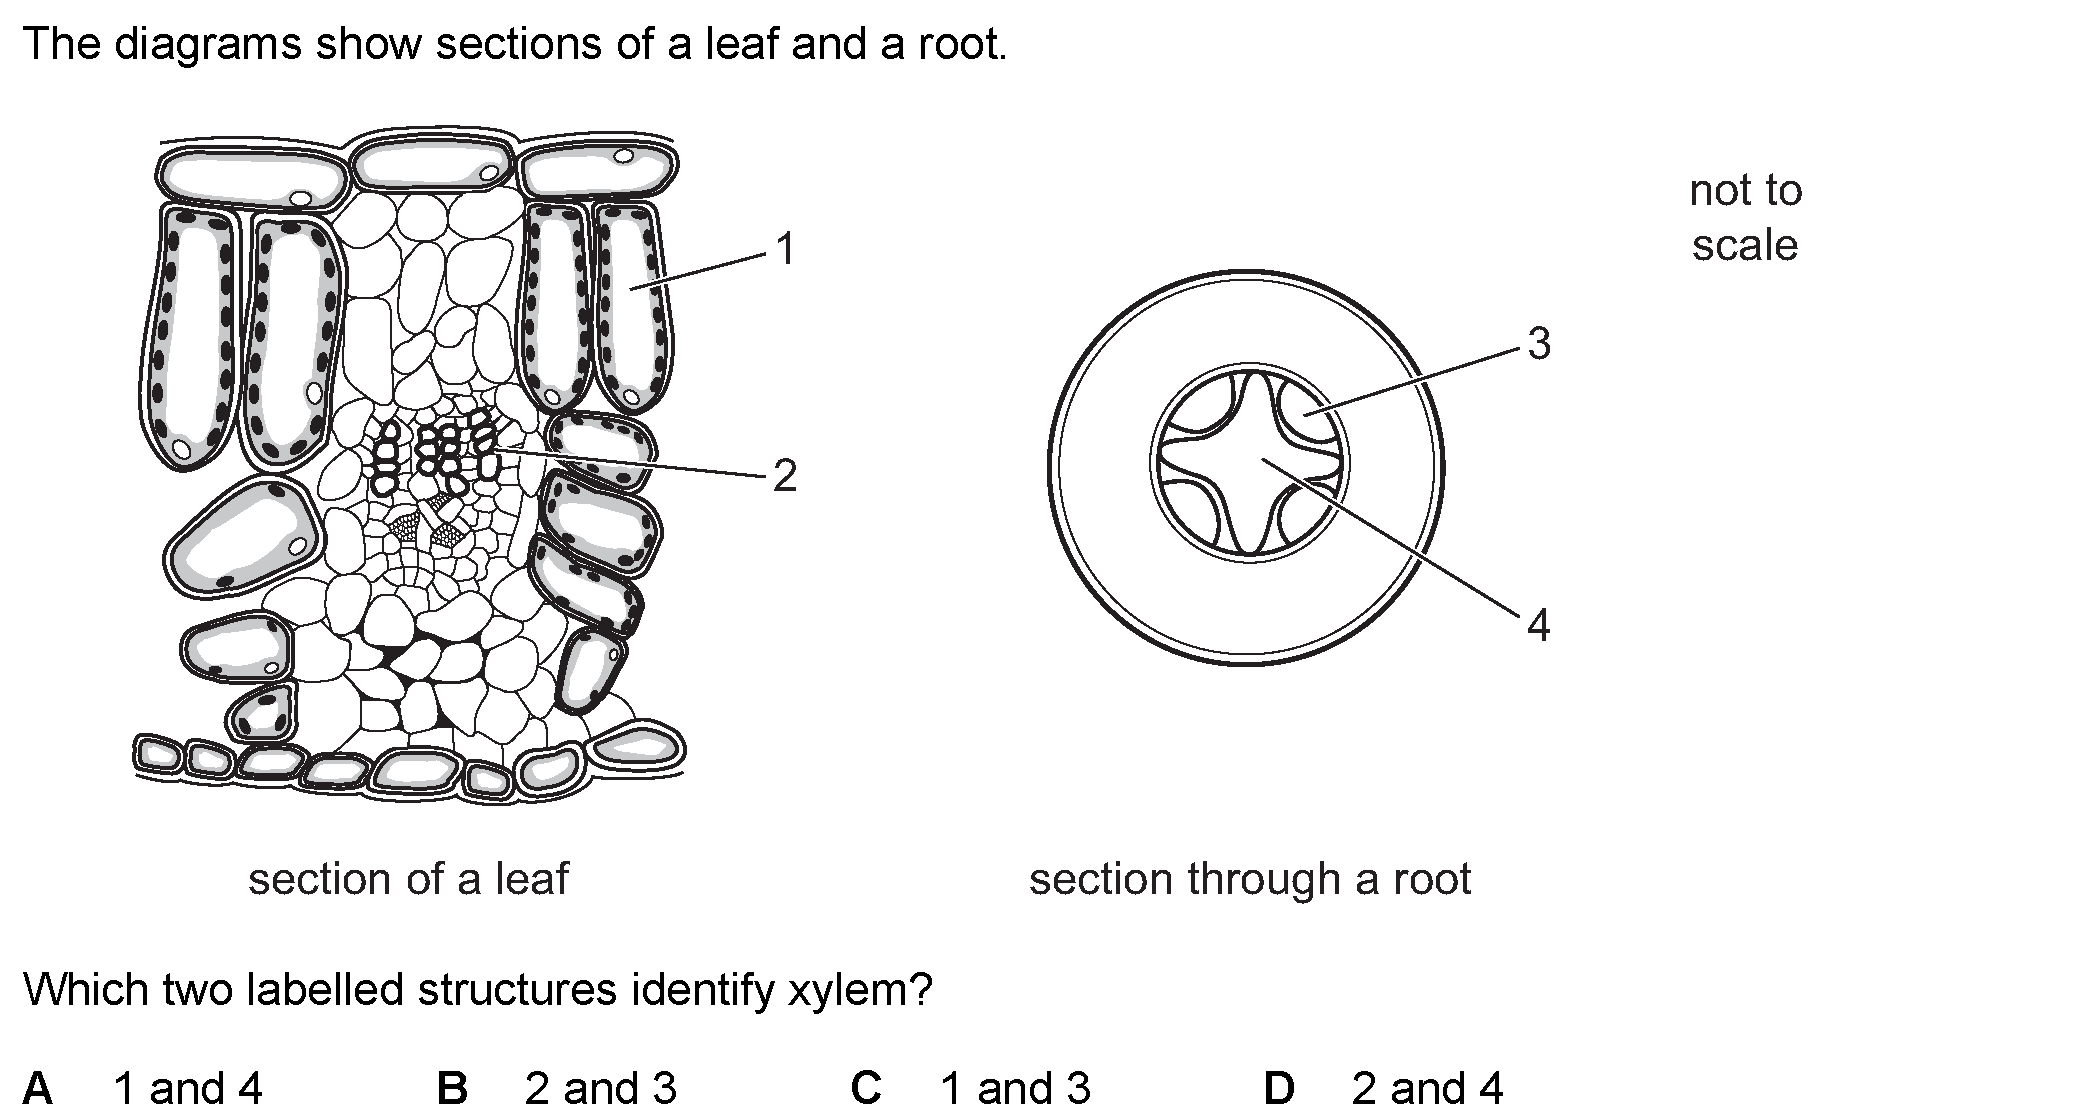 The diagrams show sections of a leaf and a root.
not to
scale
1
2
3
4
section of a leaf
section through a root
Which two labelled structures identify xylem?
A 1 and 4 B 2 and 3 C 1 and 3 D 2 and 4